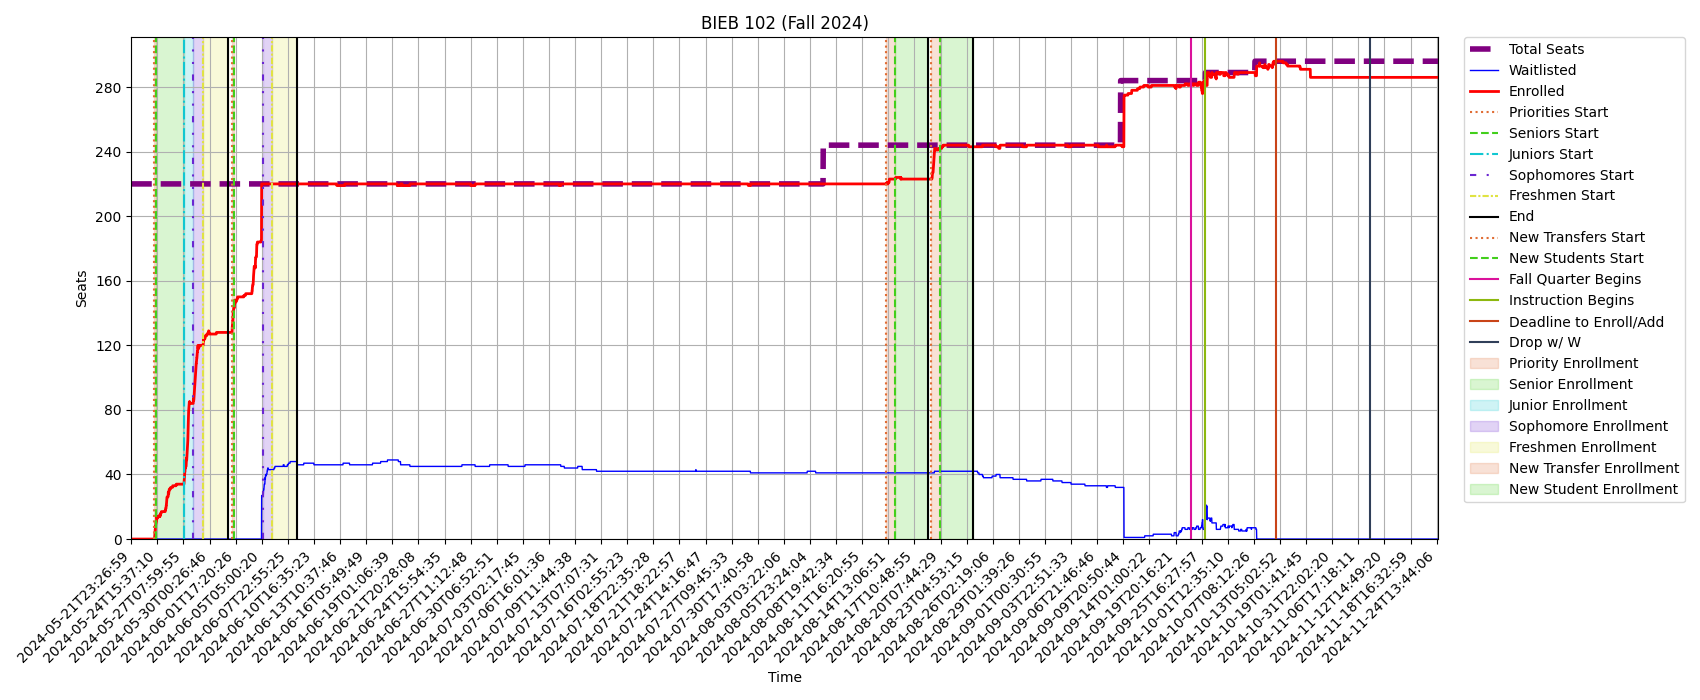 BIEB 102 (Fall 2024)
Seats
280
240
200
160
120
80
40
0
2024-05-21T23:26:59
2024-05-24T15:37:10
2024-05-27T07:59:55
2024-05-30T00:26:46
2024-06-01T17:20:26
2024-06-05T05:00:20
2024-06-07T22:55:23
2024-06-10T16:35:23
2024-06-13T10:37:46
2024-06-16T05:49:49
2024-06-19T01:06:39
2024-06-21T20:28:08
2024-06-24T15:54:35
2024-06-27T11:12:48
2024-06-30T06:52:51
2024-07-03T02:17:45
2024-07-06T16:01:36
2024-07-09T11:44:38
2024-07-13T07:07:31
2024-07-16T02:55:23
2024-07-18T22:35:28
2024-07-21T18:22:57
2024-07-24T14:16:47
2024-07-27T09:45:33
2024-07-30T17:40:58
2024-08-03T03:22:06
2024-08-05T23:24:04
2024-08-08T19:42:34
2024-08-11T16:20:55
2024-08-14T13:06:51
2024-08-17T10:48:55
2024-08-20T07:44:29
2024-08-23T04:53:15
2024-08-26T02:19:06
2024-08-29T01:39:26
2024-09-01T00:30:55
2024-09-03T22:51:33
2024-09-06T21:46:46
2024-09-09T20:50:44
2024-09-14T01:00:22
2024-09-19T20:16:21
2024-09-25T16:27:57
2024-10-01T12:35:10
2024-10-07T08:12:26
2024-10-13T05:02:52
2024-10-19T01:41:45
2024-10-31T22:02:20
2024-11-06T17:18:11
2024-11-12T14:49:20
2024-11-18T16:32:59
2024-11-24T13:44:06
Time
Total Seats
Waitlisted
Enrolled
Priorities Start
Seniors Start
Juniors Start
Sophomores Start
Freshmen Start
End
New Transfers Start
New Students Start
Fall Quarter Begins
Instruction Begins
Deadline to Enroll/Add
Drop w/ W
Priority Enrollment
Senior Enrollment
Junior Enrollment
Sophomore Enrollment
Freshmen Enrollment
New Transfer Enrollment
New Student Enrollment